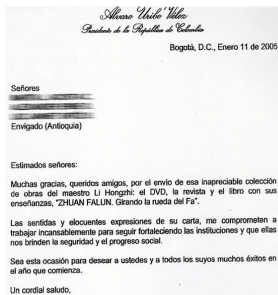 Alvaro Uribe Vélez
Presidente de la República de Colombia
Bogotá, D.C., Enero 11 de 2005
Señores
Envigado (Antioquia)
Estimados señores:
Muchas gracias, queridos amigos, por el envío de esa inapreciable colección
de obras del maestro Li Hongzhi: el DVD, la revista y el libro con sus
enseñanzas, "ZHUAN FALUN. Girando la rueda del Fa".
Las sentidas y elocuentes expresiones de su carta, me comprometen a
trabajar incansablemente para seguir fortaleciendo las instituciones y que ellas
nos brinden la seguridad y el progreso social.
Sea esta ocasión para desear a ustedes y a todos los suyos muchos éxitos en
el año que comienza.
Un cordial saludo,